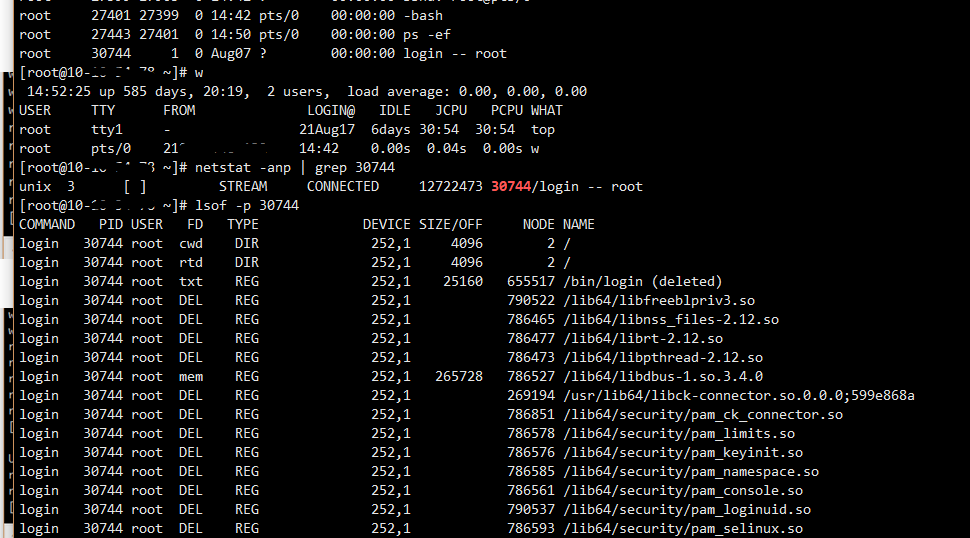 root 27401 27399 0 14:42 pts/0 00:00:00 -bash
root 27443 27401 0 14:50 pts/0 00:00:00 ps -ef
root 30744 1 0 Aug07 ? 00:00:00 login -- root
[root@10- ~]# w
14:52:25 up 585 days, 20:19, 2 users, load average: 0.00, 0.00, 0.00
USER TTY FROM LOGIN@ IDLE JCPU PCPU WHAT
root tty1 - 21Aug17 6days 30:54 30:54 top
root pts/0 14:42 0.00s 0.04s 0.00s w
[root@10- ~]# netstat -anp | grep 30744
unix 3 [ ] STREAM CONNECTED 12722473 30744/login -- root
[root@10- ~]# lsof -p 30744
COMMAND PID USER FD TYPE DEVICE SIZE/OFF NODE NAME
login 30744 root cwd DIR 252,1 4096 2 /
login 30744 root rtd DIR 252,1 4096 2 /
login 30744 root txt REG 252,1 25160 655517 /bin/login (deleted)
login 30744 root DEL REG 252,1 790522 /lib64/libfreeblpriv3.so
login 30744 root DEL REG 252,1 786465 /lib64/libnss_files-2.12.so
login 30744 root DEL REG 252,1 786477 /lib64/librt-2.12.so
login 30744 root DEL REG 252,1 786473 /lib64/libpthread-2.12.so
login 30744 root mem REG 252,1 265728 786527 /lib64/libdbus-1.so.3.4.0
login 30744 root DEL REG 252,1 269194 /usr/lib64/libck-connector.so.0.0.0;599e868a
login 30744 root DEL REG 252,1 786851 /lib64/security/pam_ck_connector.so
login 30744 root DEL REG 252,1 786578 /lib64/security/pam_limits.so
login 30744 root DEL REG 252,1 786576 /lib64/security/pam_keyinit.so
login 30744 root DEL REG 252,1 786585 /lib64/security/pam_namespace.so
login 30744 root DEL REG 252,1 786561 /lib64/security/pam_console.so
login 30744 root DEL REG 252,1 790537 /lib64/security/pam_loginuid.so
login 30744 root DEL REG 252,1 786593 /lib64/security/pam_selinux.so